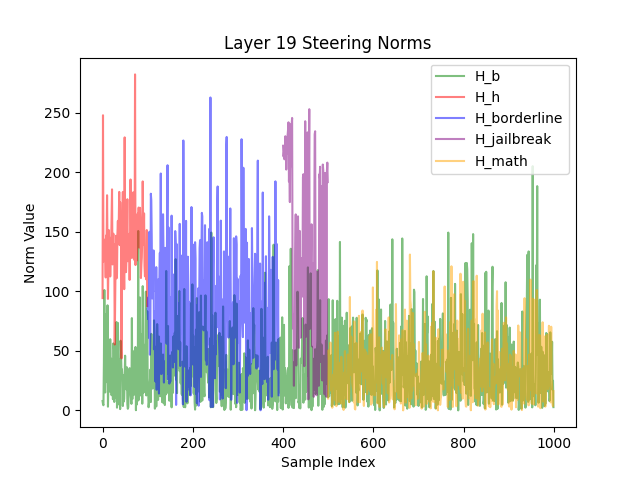 Layer 19 Steering Norms
H_b
H_h
H_borderline
H_jailbreak
H_math
Norm Value
250
200
150
100
50
0
0 200 400 600 800 1000
Sample Index